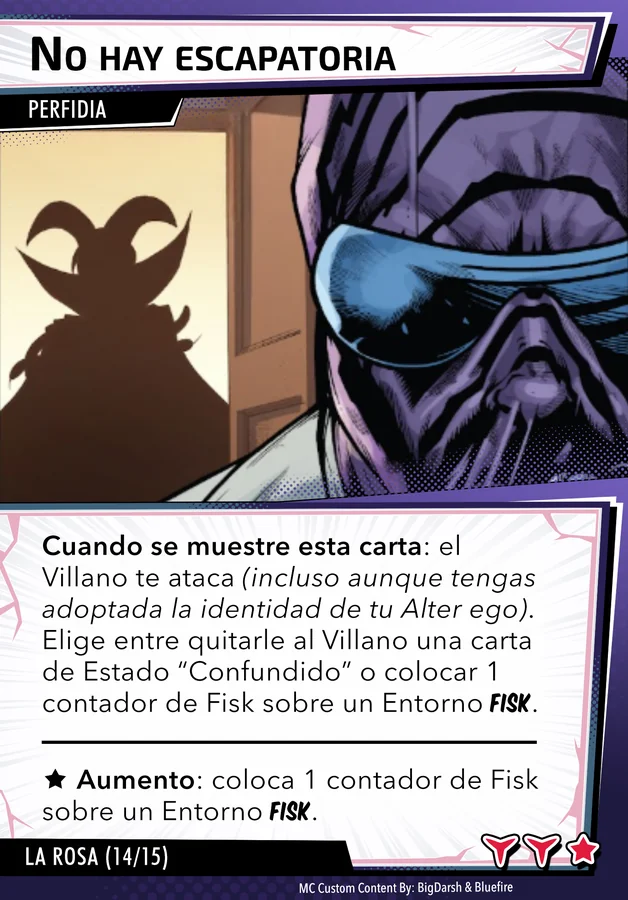 No hay escapatoria
PERFIDIA
Cuando se muestre esta carta: el
Villano te ataca (incluso aunque tengas
adoptada la identidad de tu Alter ego).
Elige entre quitarle al Villano una carta
de Estado “Confundido” o colocar 1
contador de Fisk sobre un Entorno FISK.
★ Aumento: coloca 1 contador de Fisk
sobre un Entorno FISK.
LA ROSA (14/15)
MC Custom Content By: BigDarsh & Bluefire